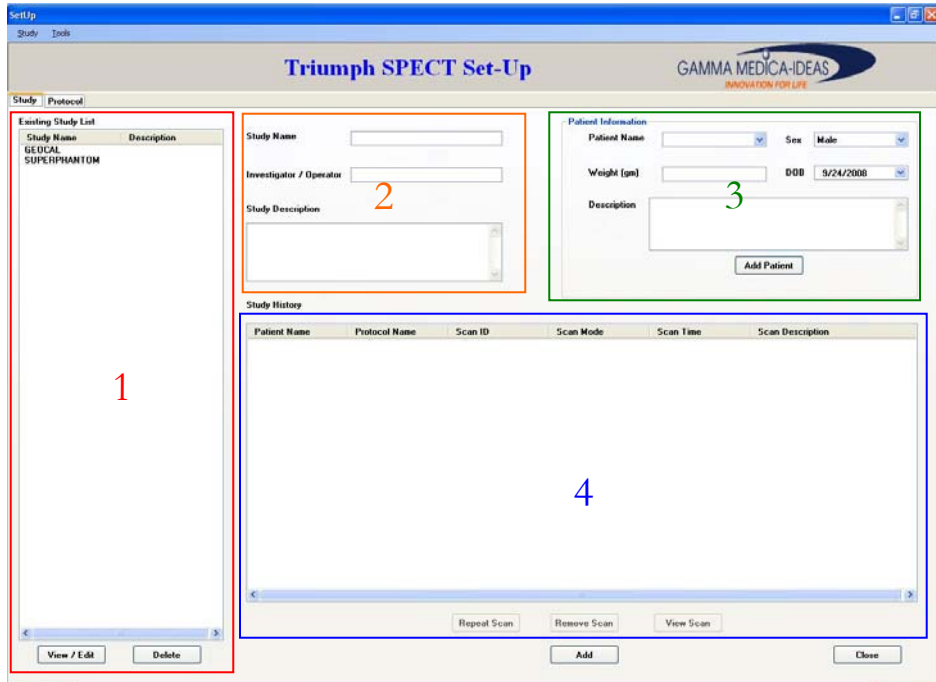 SetUp
Study Tools
Triumph SPECT Set-Up
GAMMA MEDICA-IDEAS
INNOVATION FOR LIFE
Study Protocol
Existing Study List
Study Name Description
GEOCAL
SUPERPHANTOM
1
View / Edit Delete
Study Name
Investigator / Operator
2
Study Description
Patient Information
Patient Name Sex Male
Weight (gm) DOB 9/24/2008
3
Description
Add Patient
Study History
Patient Name Protocol Name Scan ID Scan Mode Scan Time Scan Description
4
Repeat Scan Remove Scan View Scan
Add Close